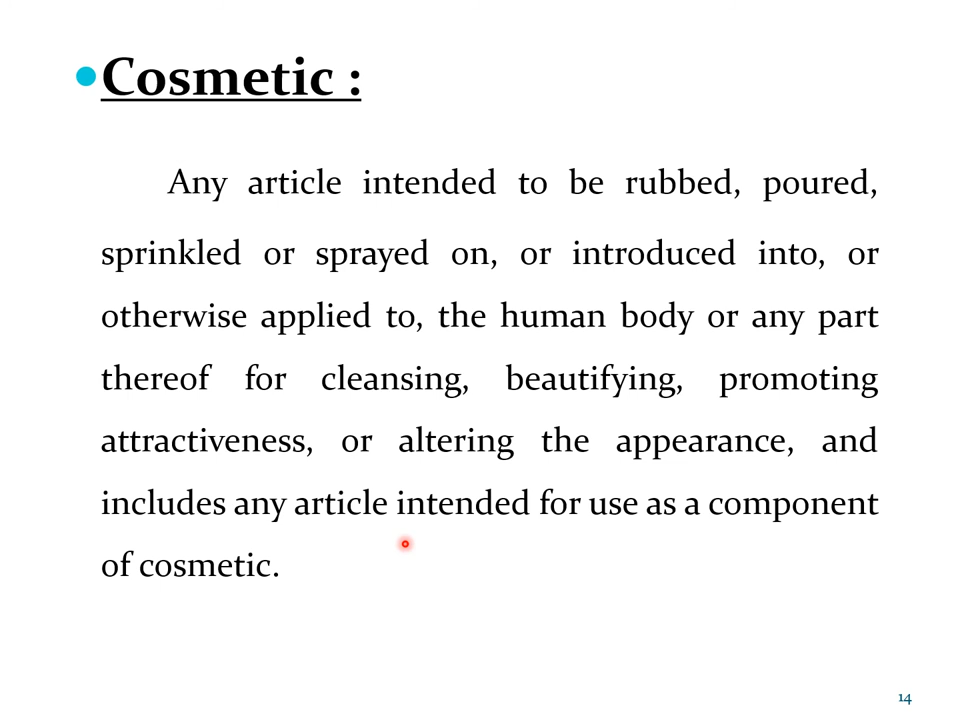 Cosmetic :
Any article intended to be rubbed, poured,
sprinkled or sprayed on, or introduced into, or
otherwise applied to, the human body or any part
thereof for cleansing, beautifying, promoting
attractiveness, or altering the appearance, and
includes any article intended for use as a component
of cosmetic.
14